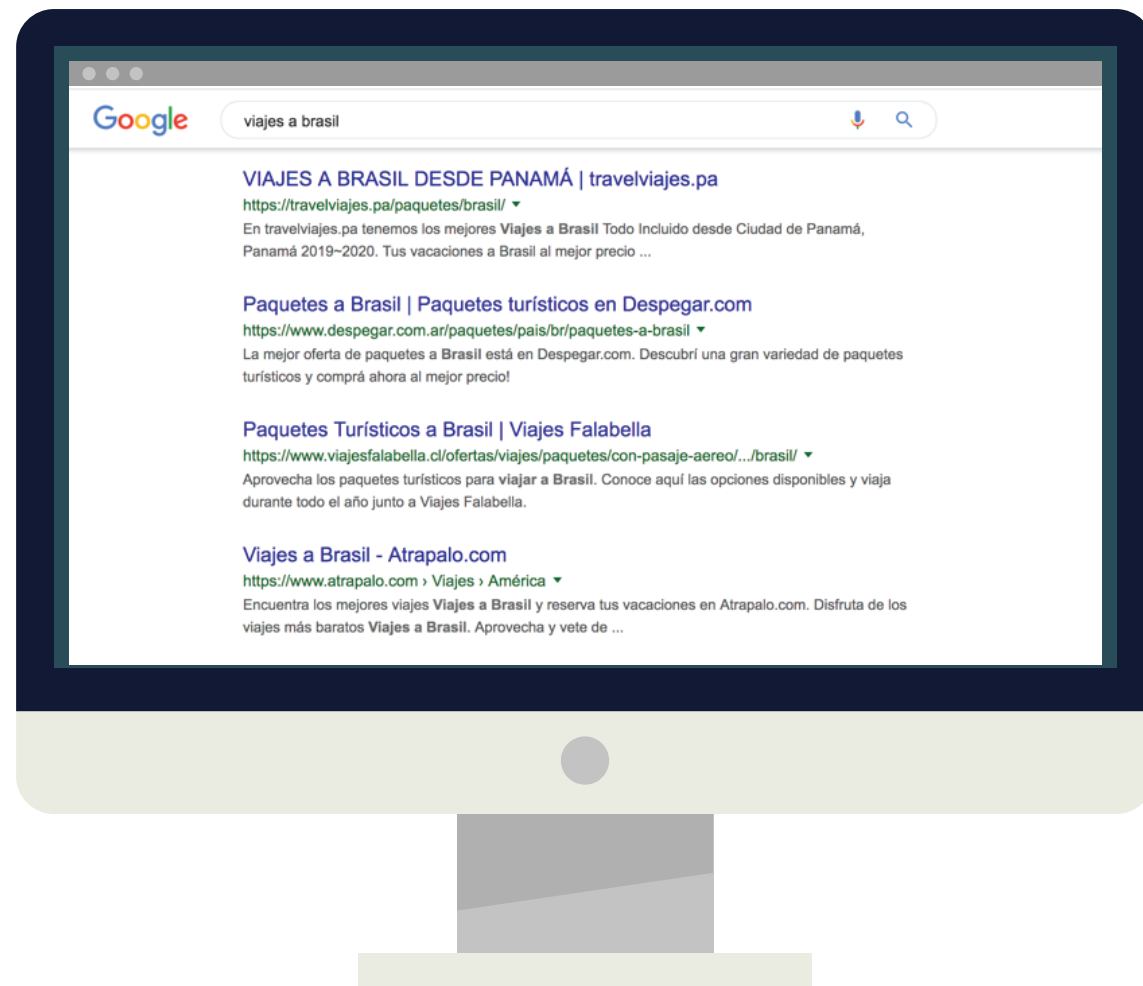 Google
viajes a brasil
VIAJES A BRASIL DESDE PANAMÁ | travelviajes.pa
https://travelviajes.pa/paquetes/brasil/
En travelviajes.pa tenemos los mejores Viajes a Brasil Todo Incluido desde Ciudad de Panamá,
Panamá 2019~2020. Tus vacaciones a Brasil al mejor precio ...
Paquetes a Brasil | Paquetes turísticos en Despegar.com
https://www.despegar.com.ar/paquetes/pais/br/paquetes-a-brasil
La mejor oferta de paquetes a Brasil está en Despegar.com. Descubrí una gran variedad de paquetes
turísticos y comprá ahora al mejor precio!
Paquetes Turísticos a Brasil | Viajes Falabella
https://www.viajesfalabella.cl/ofertas/viajes/paquetes/con-pasaje-aereo/.../brasil/
Aprovecha los paquetes turísticos para viajar a Brasil. Conoce aquí las opciones disponibles y viaja
durante todo el año junto a Viajes Falabella.
Viajes a Brasil - Atrapalo.com
https://www.atrapalo.com › Viajes › América
Encuentra los mejores viajes Viajes a Brasil y reserva tus vacaciones en Atrapalo.com. Disfruta de los
viajes más baratos Viajes a Brasil. Aprovecha y vete de ...